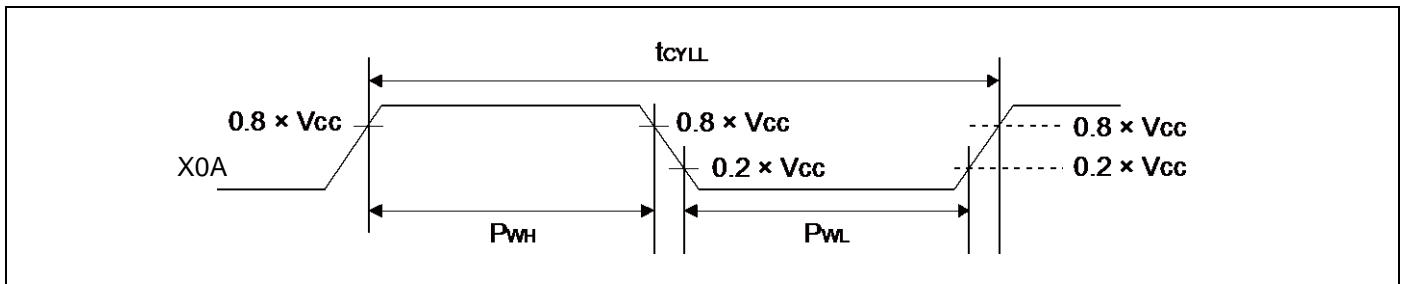 tCYLL
0.8 × Vcc
0.8 × Vcc
0.8 × Vcc
X0A
0.2 × Vcc
0.2 × Vcc
PWH
PWL